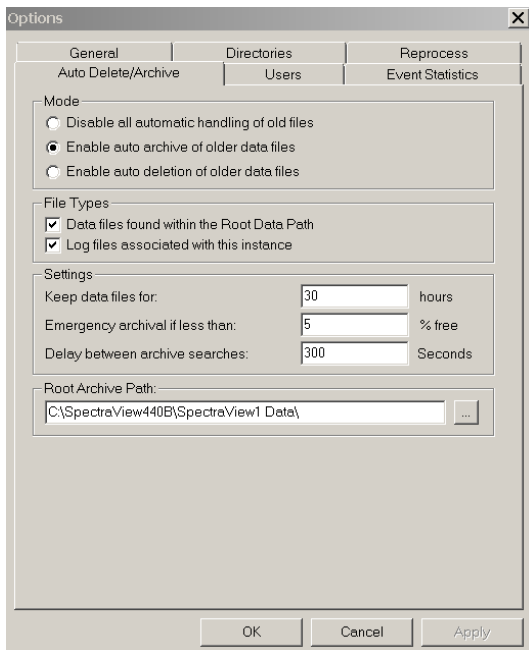 Options
General Directories Reprocess
Auto Delete/Archive Users Event Statistics
Mode
Disable all automatic handling of old files
Enable auto archive of older data files
Enable auto deletion of older data files
File Types
Data files found within the Root Data Path
Log files associated with this instance
Settings
Keep data files for: 30 hours
Emergency archival if less than: 5 % free
Delay between archive searches: 300 Seconds
Root Archive Path:
C:\SpectraView440B\SpectraView1 Data\
...
OK Cancel Apply